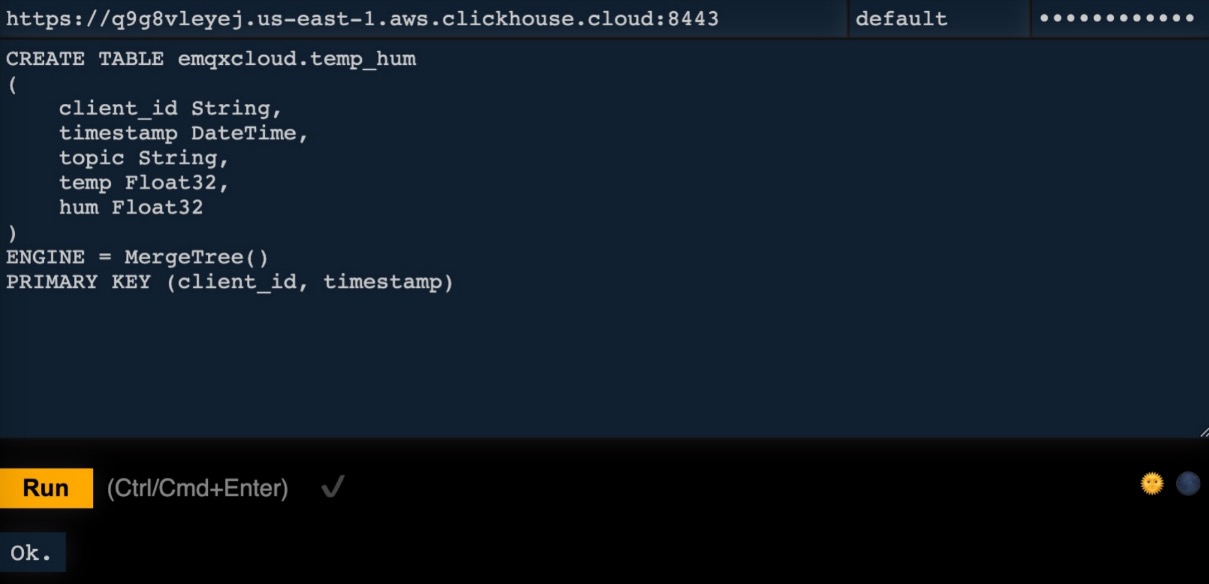 https://q9g8vleyej.us-east-1.aws.clickhouse.cloud:8443 default ••••••••••••
CREATE TABLE emqxcloud.temp_hum
(
    client_id String,
    timestamp DateTime,
    topic String,
    temp Float32,
    hum Float32
)
ENGINE = MergeTree()
PRIMARY KEY (client_id, timestamp)
Run (Ctrl/Cmd+Enter) ✓
Ok.